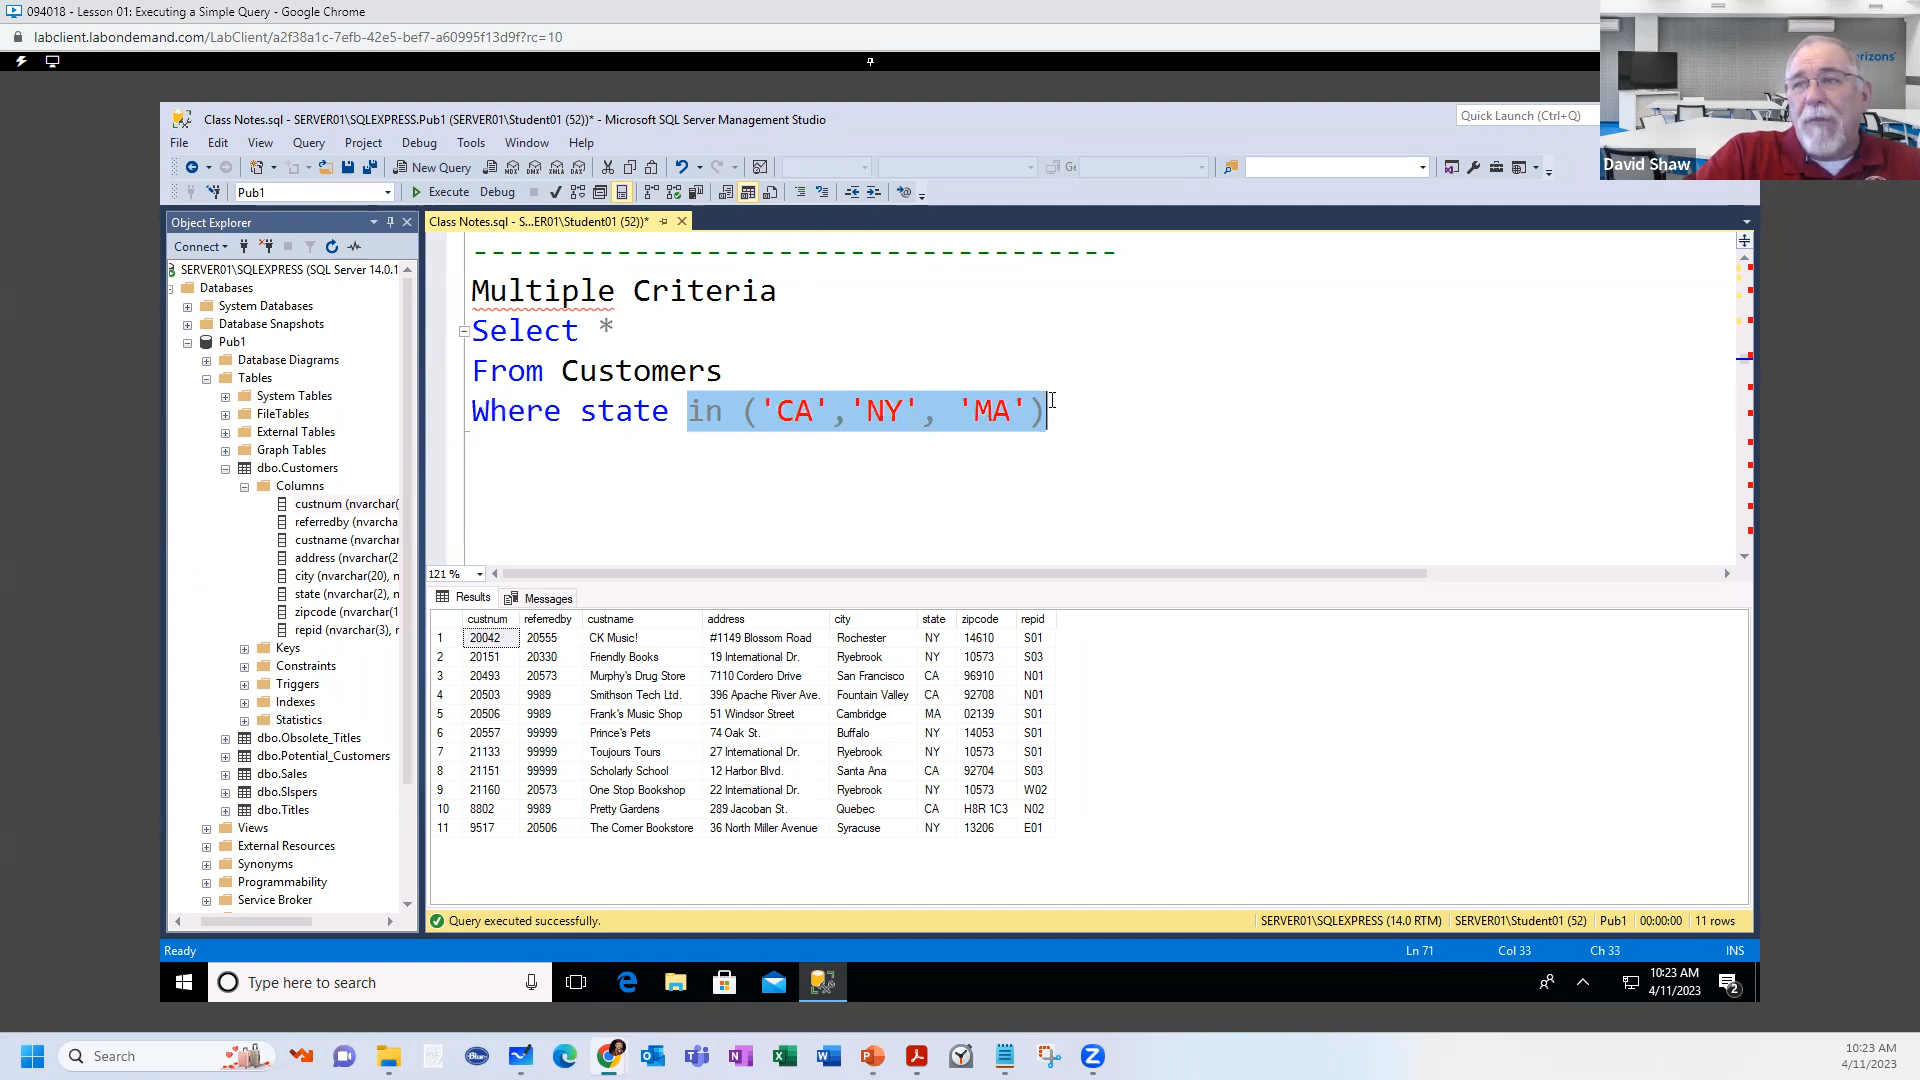 094018 - Lesson 01: Executing a Simple Query - Google Chrome
labclient.labondemand.com/LabClient/a2f38a1c-7efb-42e5-bef7-a60995f13d9f?rc=10
rizons
David Shaw
Class Notes.sql - SERVER01\SQLEXPRESS.Pub1 (SERVER01\Student01 (52))* - Microsoft SQL Server Management Studio
Quick Launch (Ctrl+Q)
File Edit View Query Project Debug Tools Window Help
New Query
Pub1 Execute Debug
Object Explorer
Class Notes.sql - S...ER01\Student01 (52))*
Connect
SERVER01\SQLEXPRESS (SQL Server 14.0.1
Databases
System Databases
Database Snapshots
Pub1
Database Diagrams
Tables
System Tables
FileTables
External Tables
Graph Tables
dbo.Customers
Columns
custnum (nvarchar(
referredby (nvarcha
custname (nvarchar
address (nvarchar(2
city (nvarchar(20), n
state (nvarchar(2), n
zipcode (nvarchar(1
repid (nvarchar(3), r
Keys
Constraints
Triggers
Indexes
Statistics
dbo.Obsolete_Titles
dbo.Potential_Customers
dbo.Sales
dbo.Slspers
dbo.Titles
Views
External Resources
Synonyms
Programmability
Service Broker
------------------------------------
Multiple Criteria
Select *
From Customers
Where state in ('CA','NY', 'MA')
121 %
Results Messages
custnum referredby custname address city state zipcode repid
1 20042 20555 CK Music! #1149 Blossom Road Rochester NY 14610 S01
2 20151 20330 Friendly Books 19 International Dr. Ryebrook NY 10573 S03
3 20493 20573 Murphy's Drug Store 7110 Cordero Drive San Francisco CA 96910 N01
4 20503 9989 Smithson Tech Ltd. 396 Apache River Ave. Fountain Valley CA 92708 N01
5 20506 9989 Frank's Music Shop 51 Windsor Street Cambridge MA 02139 S01
6 20557 99999 Prince's Pets 74 Oak St. Buffalo NY 14053 S01
7 21133 99999 Toujours Tours 27 International Dr. Ryebrook NY 10573 S01
8 21151 99999 Scholarly School 12 Harbor Blvd. Santa Ana CA 92704 S03
9 21160 20573 One Stop Bookshop 22 International Dr. Ryebrook NY 10573 W02
10 8802 9989 Pretty Gardens 289 Jacoban St. Quebec CA H8R 1C3 N02
11 9517 20506 The Corner Bookstore 36 North Miller Avenue Syracuse NY 13206 E01
Query executed successfully. SERVER01\SQLEXPRESS (14.0 RTM) SERVER01\Student01 (52) Pub1 00:00:00 11 rows
Ready Ln 71 Col 33 Ch 33 INS
Type here to search
10:23 AM
4/11/2023
2
Search
Blue
10:23 AM
4/11/2023